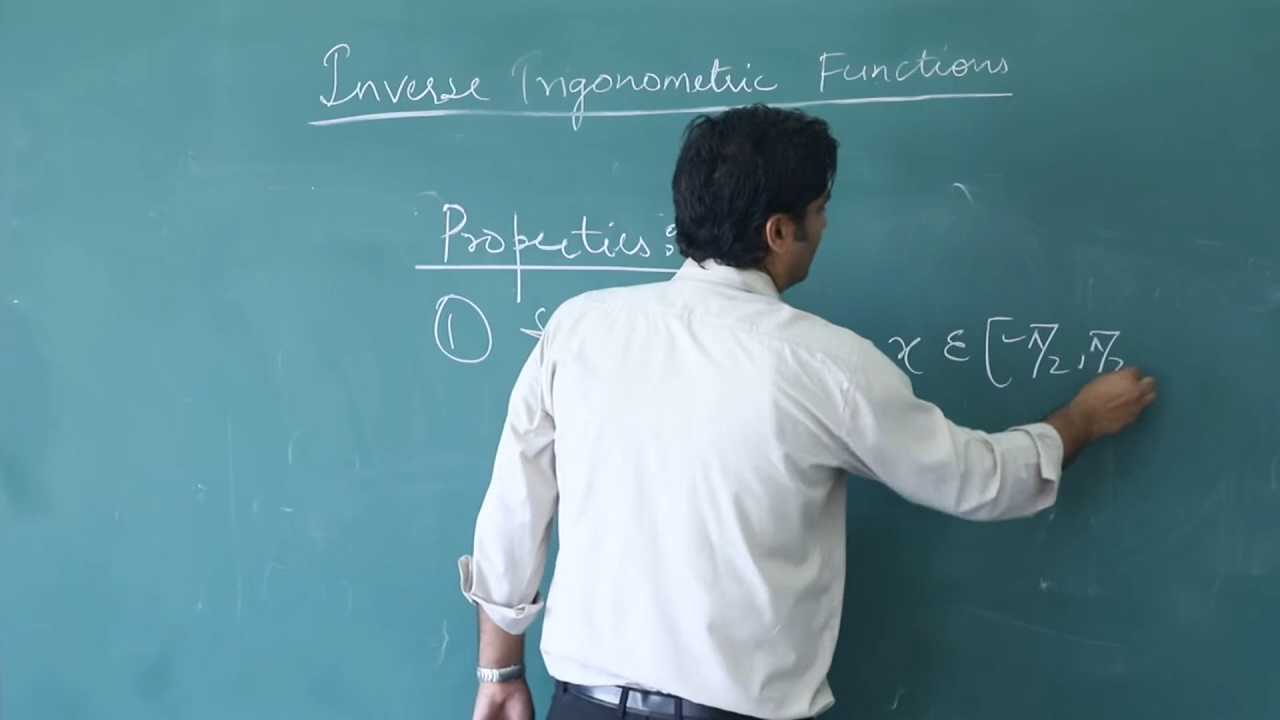 Inverse Trigonometric Functions
Properties :
① x ε [-π/2, π/2